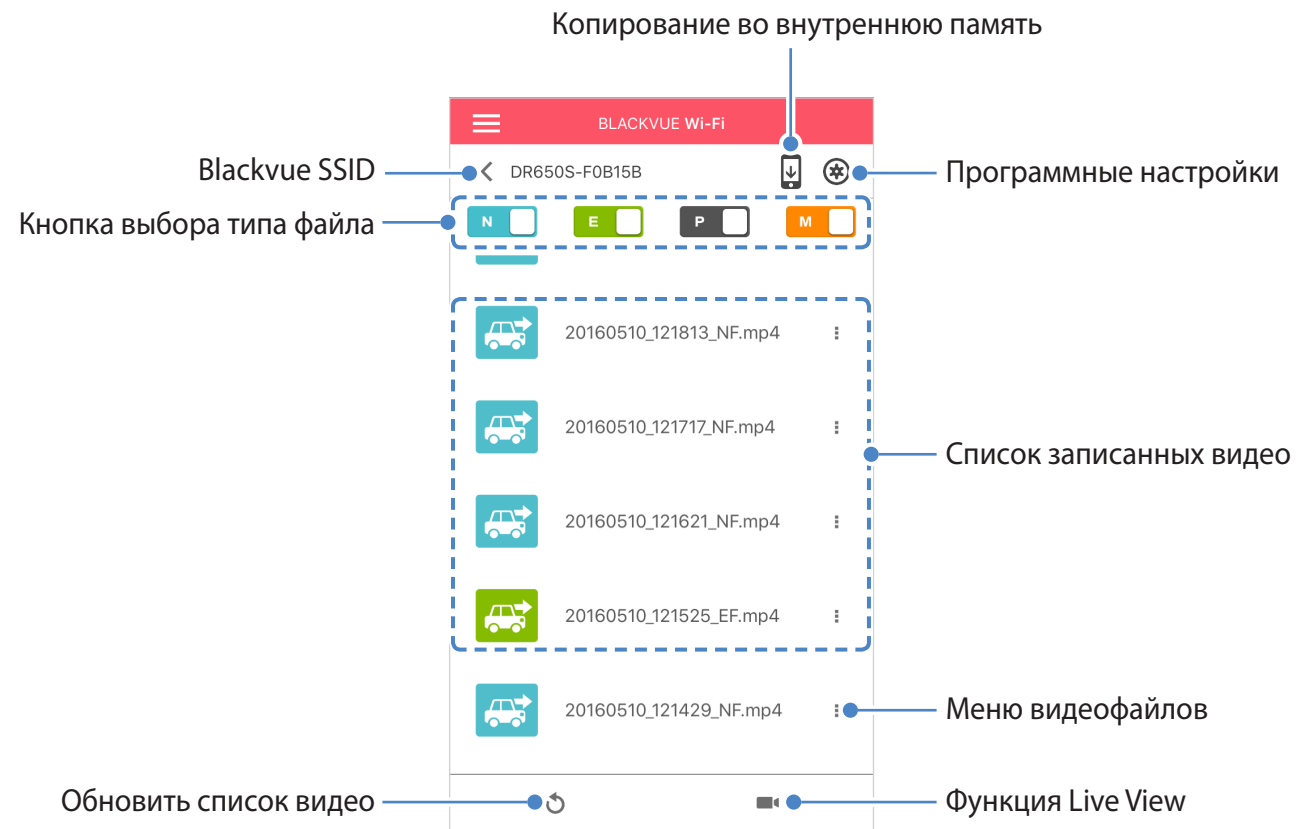 Копирование во внутреннюю память
BLACKVUE Wi-Fi
Blackvue SSID
DR650S-F0B15B
Программные настройки
Кнопка выбора типа файла
N E P M
20160510_121813_NF.mp4
20160510_121717_NF.mp4
Список записанных видео
20160510_121621_NF.mp4
20160510_121525_EF.mp4
20160510_121429_NF.mp4
Меню видеофайлов
Обновить список видео
Функция Live View